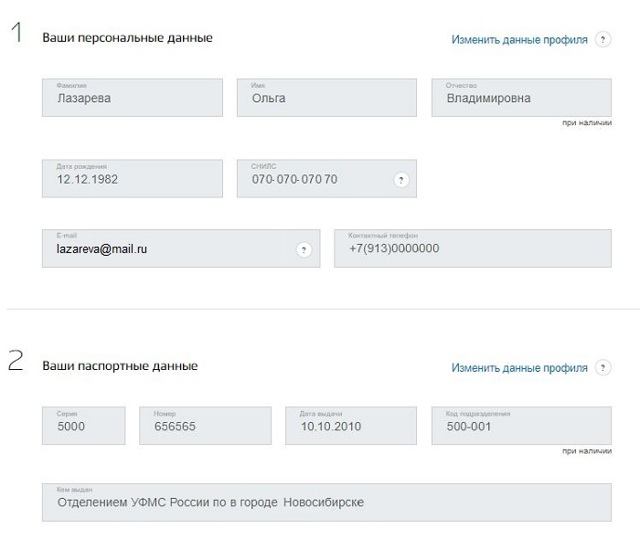 1 Ваши персональные данные Изменить данные профиля ?
Фамилия Имя Отчество
Лазарева Ольга Владимировна
при наличии
Дата рождения СНИЛС
12.12.1982 070-070-070 70 ?
E-mail Контактный телефон
lazareva@mail.ru ? +7(913)0000000
2 Ваши паспортные данные Изменить данные профиля ?
Серия Номер Дата выдачи Код подразделения
5000 656565 10.10.2010 500-001
при наличии
Кем выдан
Отделением УФМС России по в городе Новосибирске